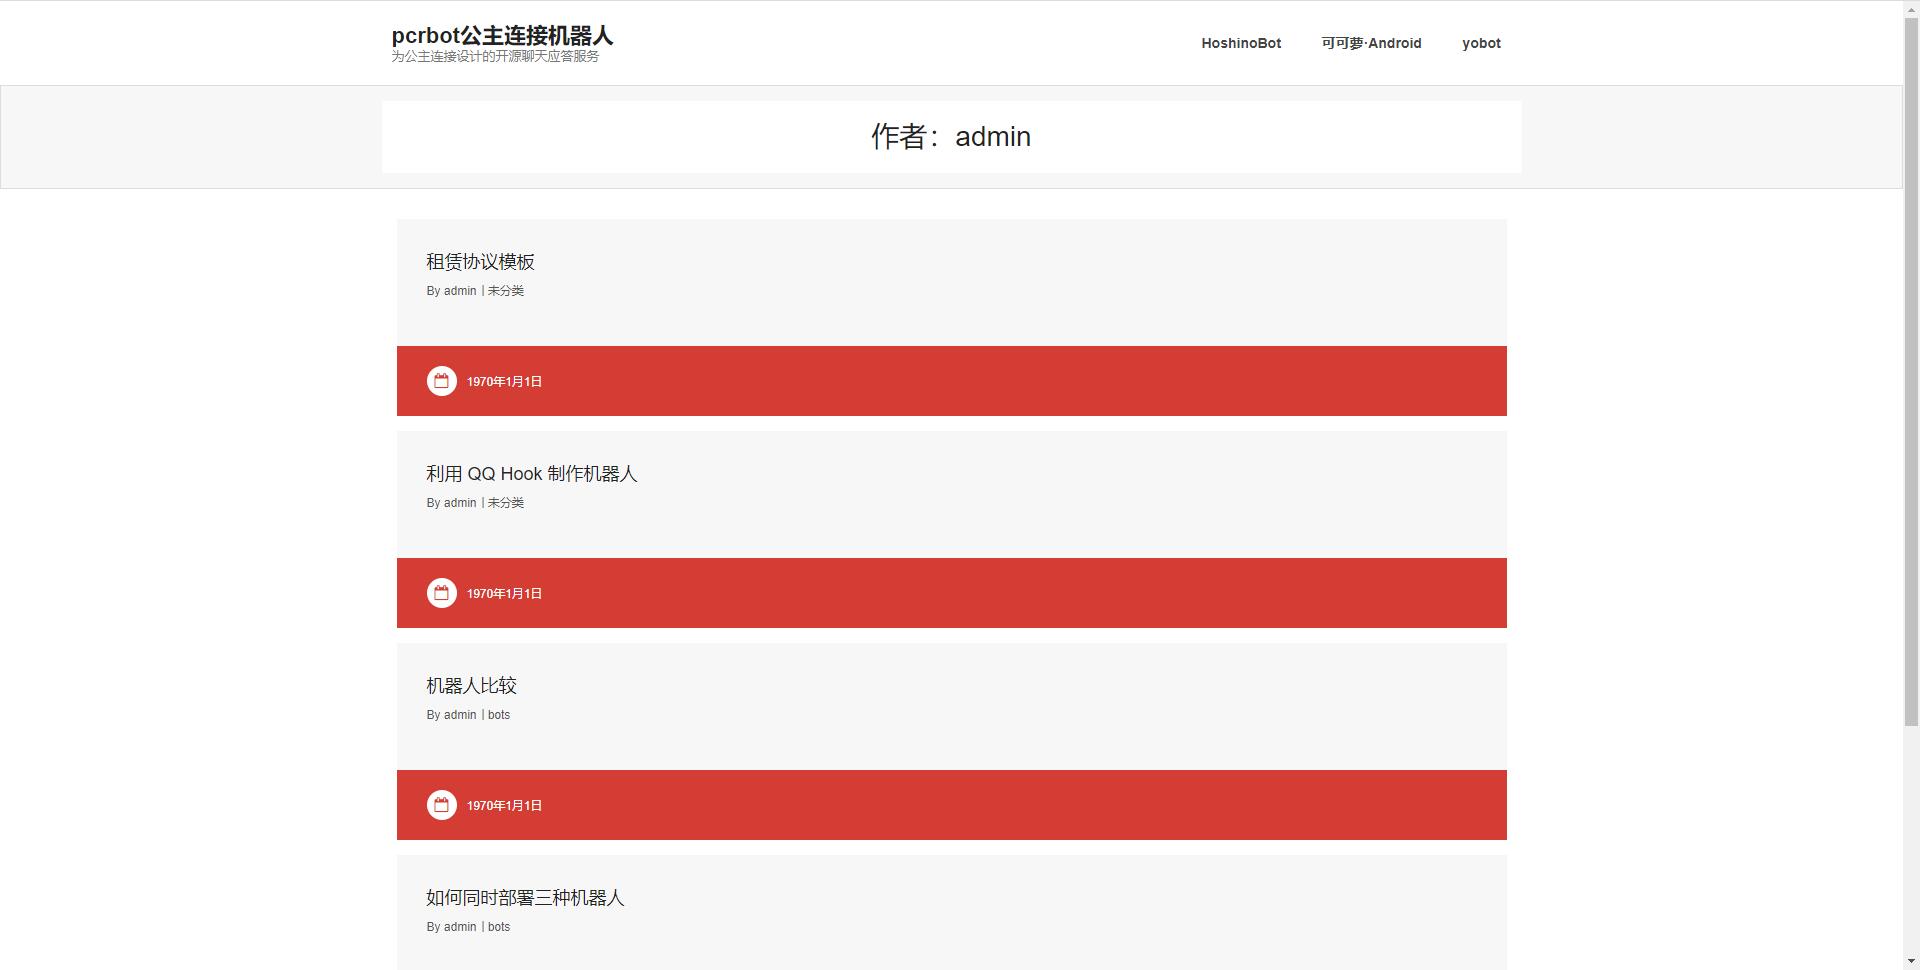 pcrbot公主连接机器人
为公主连接设计的开源聊天应答服务
HoshinoBot
可可萝·Android
yobot
作者：admin
租赁协议模板
By admin | 未分类
1970年1月1日
利用 QQ Hook 制作机器人
By admin | 未分类
1970年1月1日
机器人比较
By admin | bots
1970年1月1日
如何同时部署三种机器人
By admin | bots